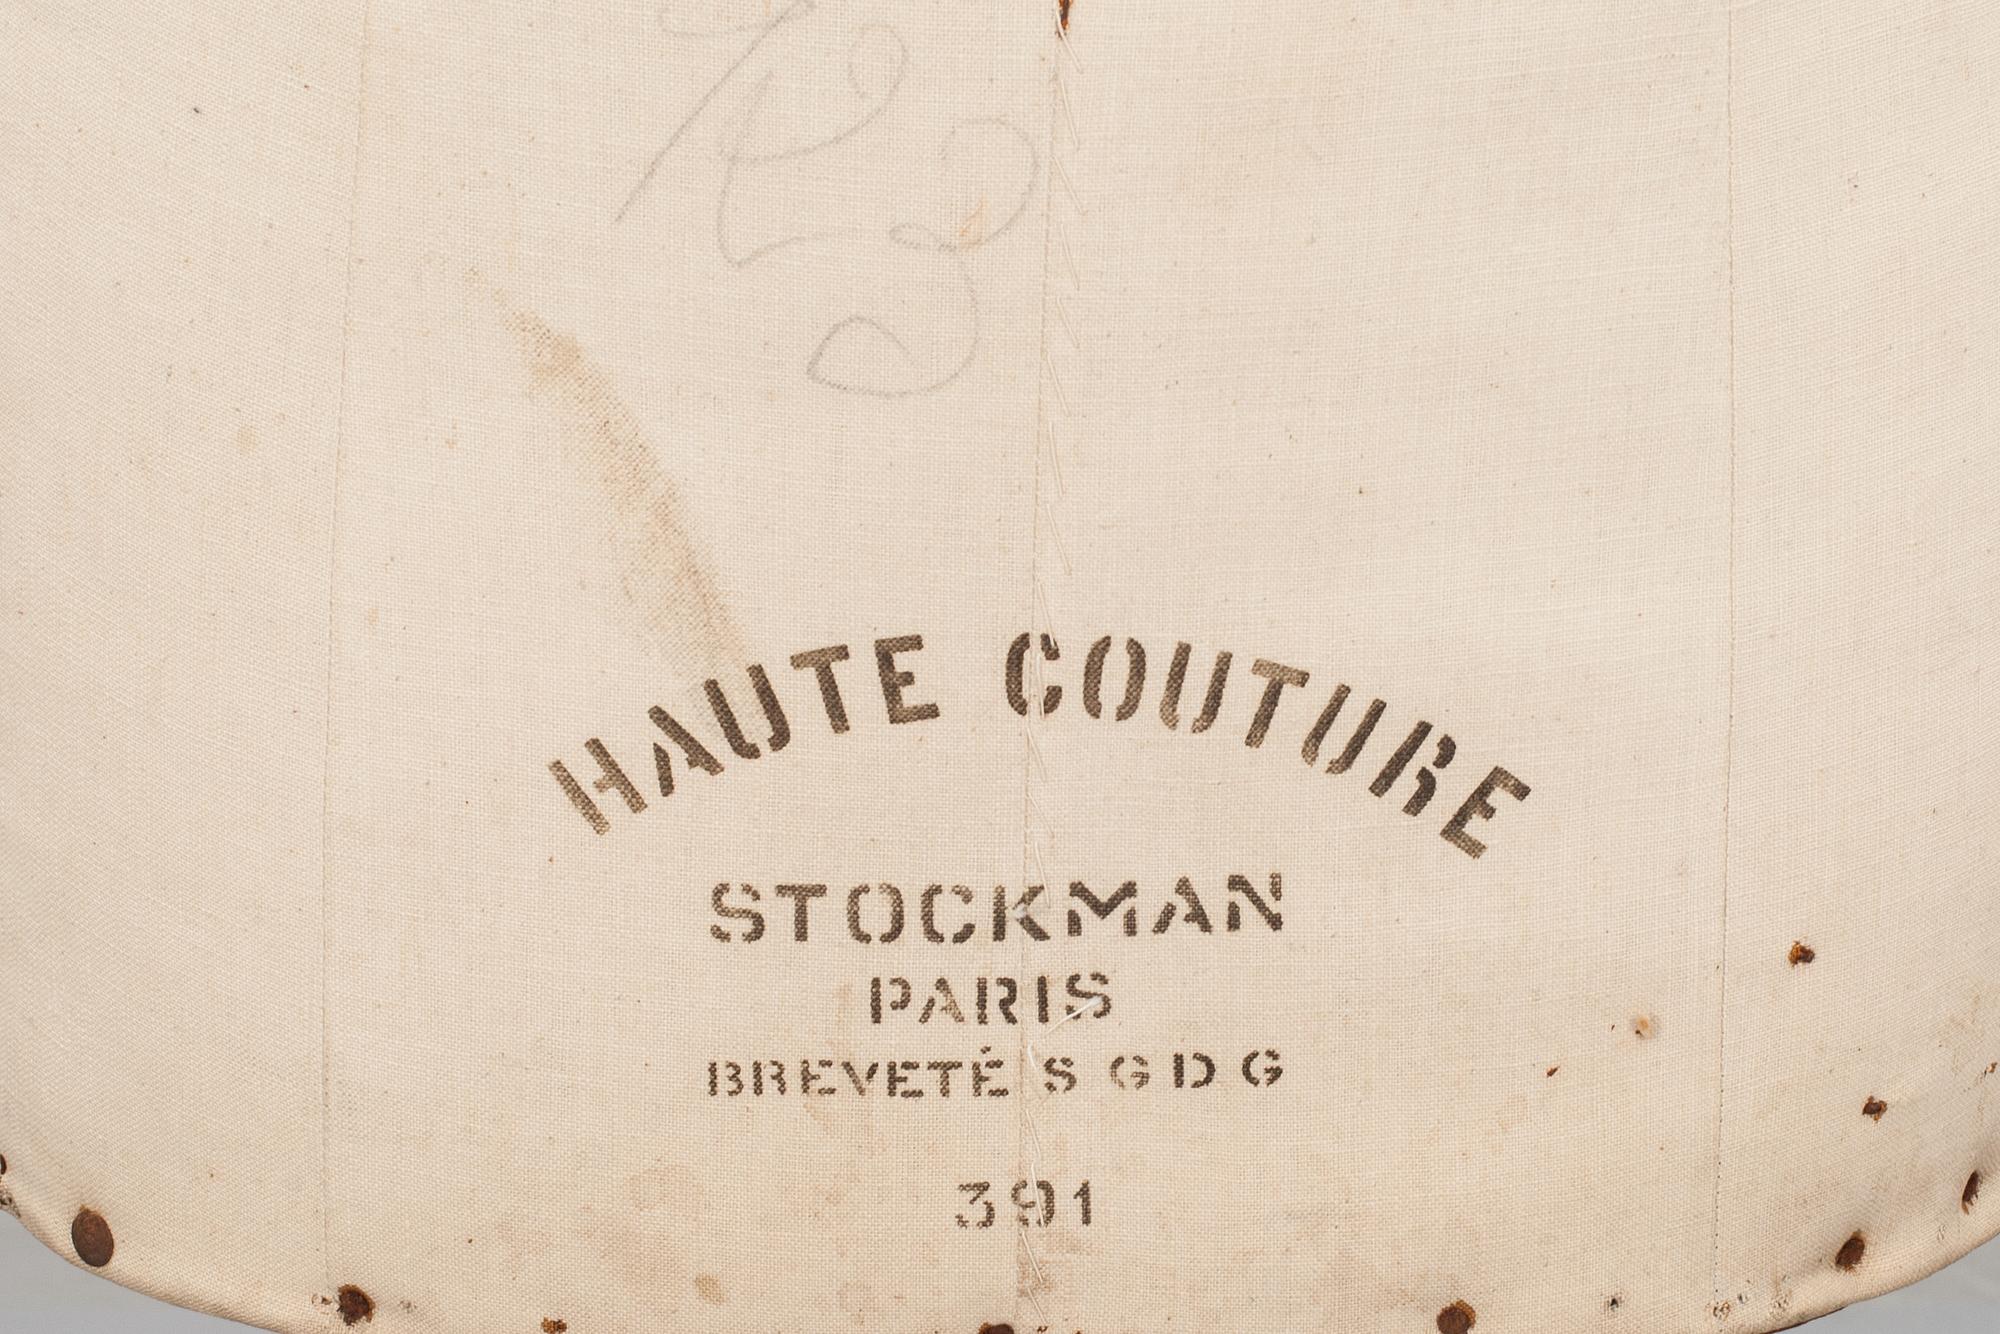 HAUTE COUTURE
STOCKMAN
PARIS
BREVETÉ S G D G
391